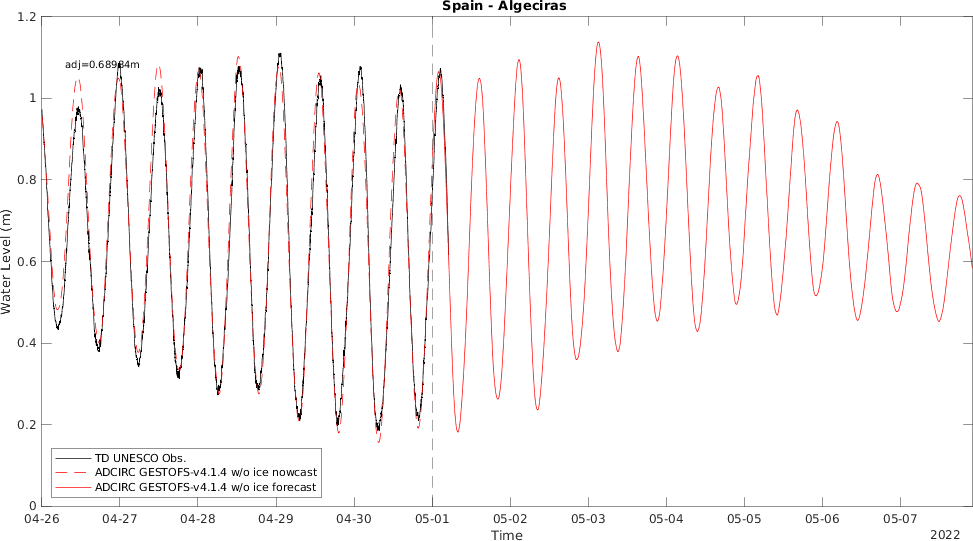 Spain - Algeciras
1.2
1
0.8
0.6
0.4
0.2
0
Water Level (m)
adj=0.68984m
TD UNESCO Obs.
ADCIRC GESTOFS-v4.1.4 w/o ice nowcast
ADCIRC GESTOFS-v4.1.4 w/o ice forecast
04-26 04-27 04-28 04-29 04-30 05-01 05-02 05-03 05-04 05-05 05-06 05-07
Time
2022